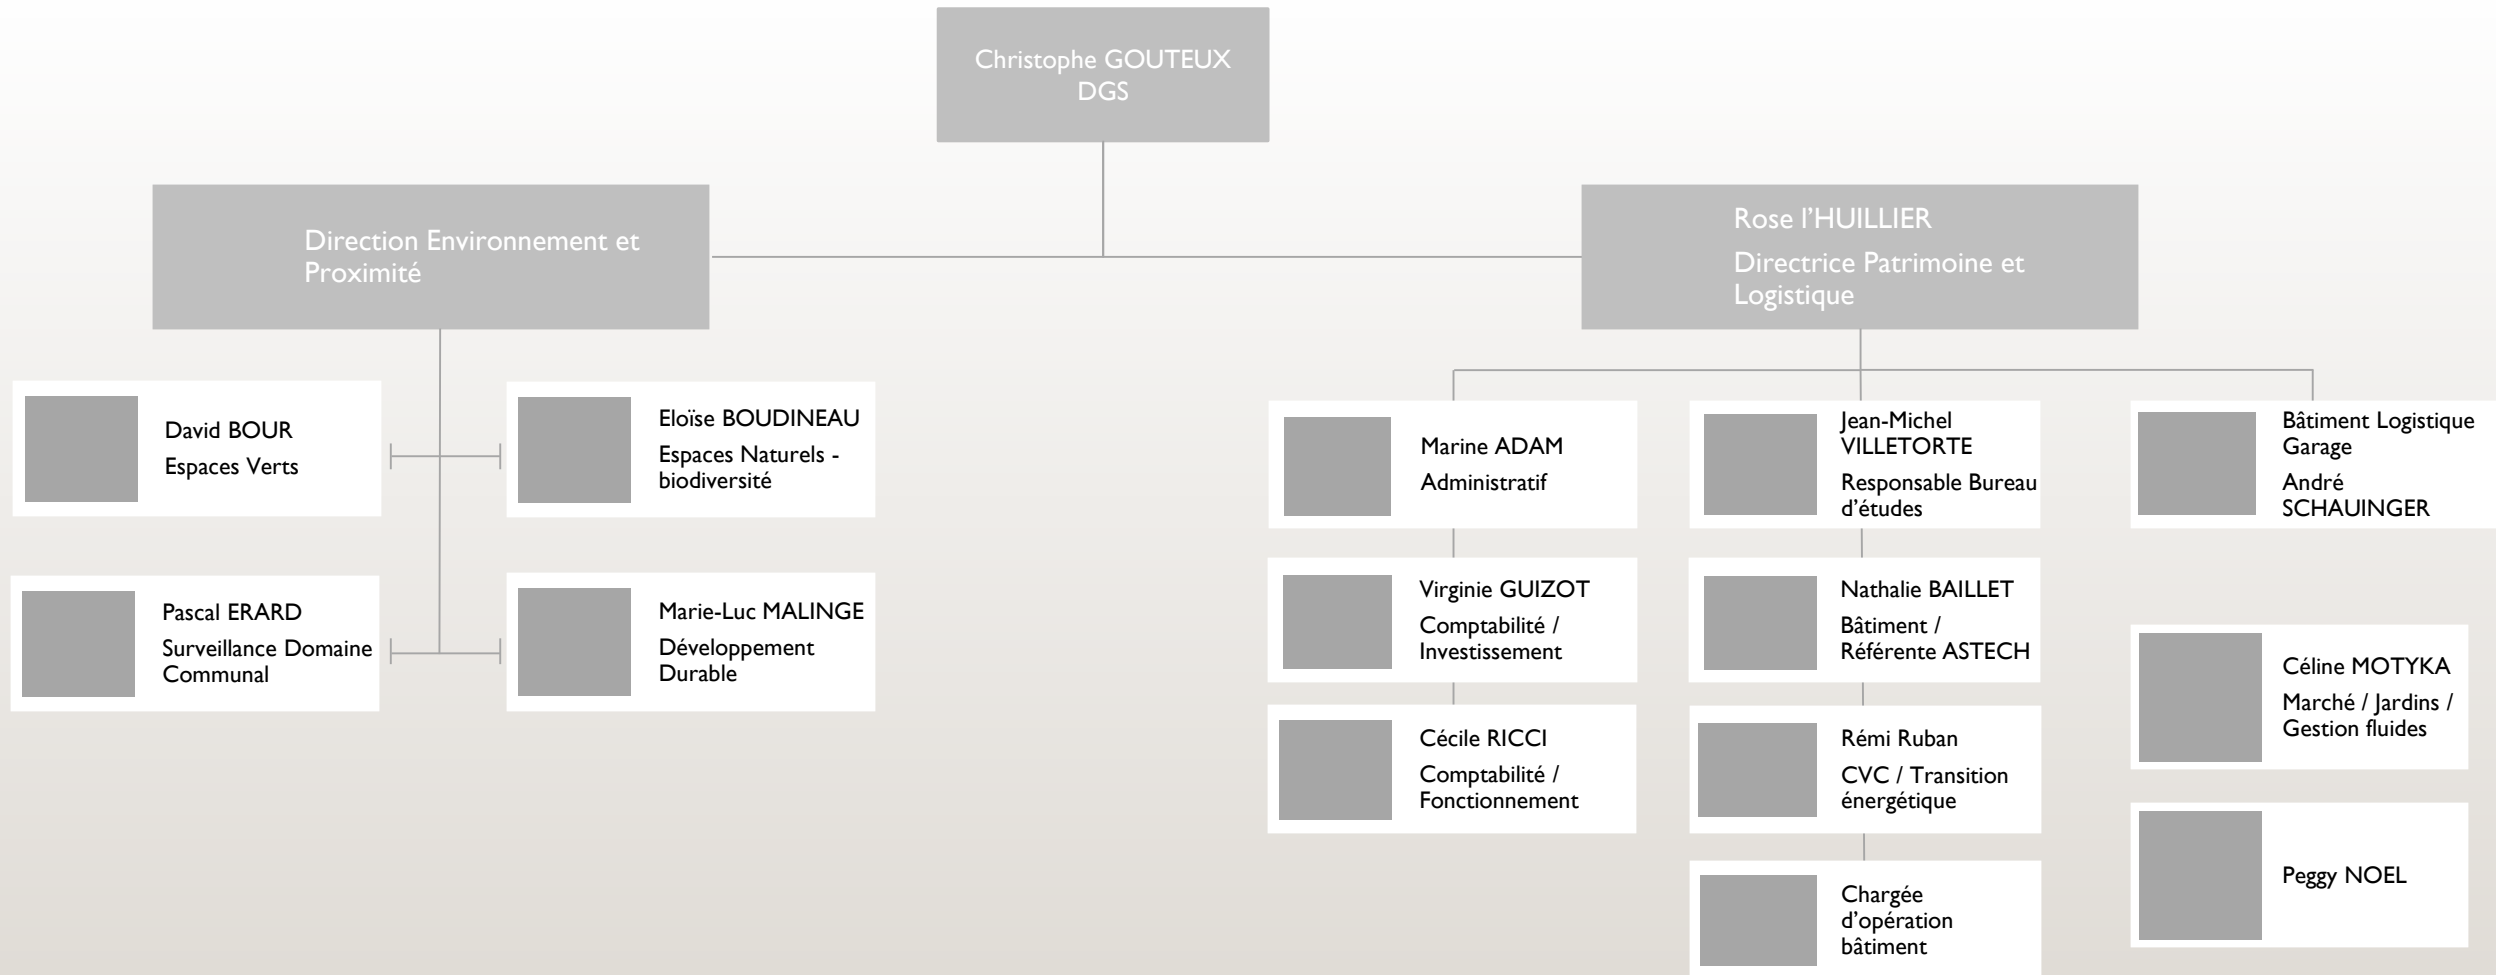 Christophe GOUTEUX
DGS
Direction Environnement et
Proximité
Rose l'HUILLIER
Directrice Patrimoine et
Logistique
David BOUR
Espaces Verts
Eloïse BOUDINEAU
Espaces Naturels -
biodiversité
Pascal ERARD
Surveillance Domaine
Communal
Marie-Luc MALINGE
Développement
Durable
Marine ADAM
Administratif
Virginie GUIZOT
Comptabilité /
Investissement
Cécile RICCI
Comptabilité /
Fonctionnement
Jean-Michel
VILLETORTE
Responsable Bureau
d'études
Nathalie BAILLET
Bâtiment /
Référente ASTECH
Rémi Ruban
CVC / Transition
énergétique
Chargée
d'opération
bâtiment
Bâtiment Logistique
Garage
André
SCHAUINGER
Céline MOTYKA
Marché / Jardins /
Gestion fluides
Peggy NOEL